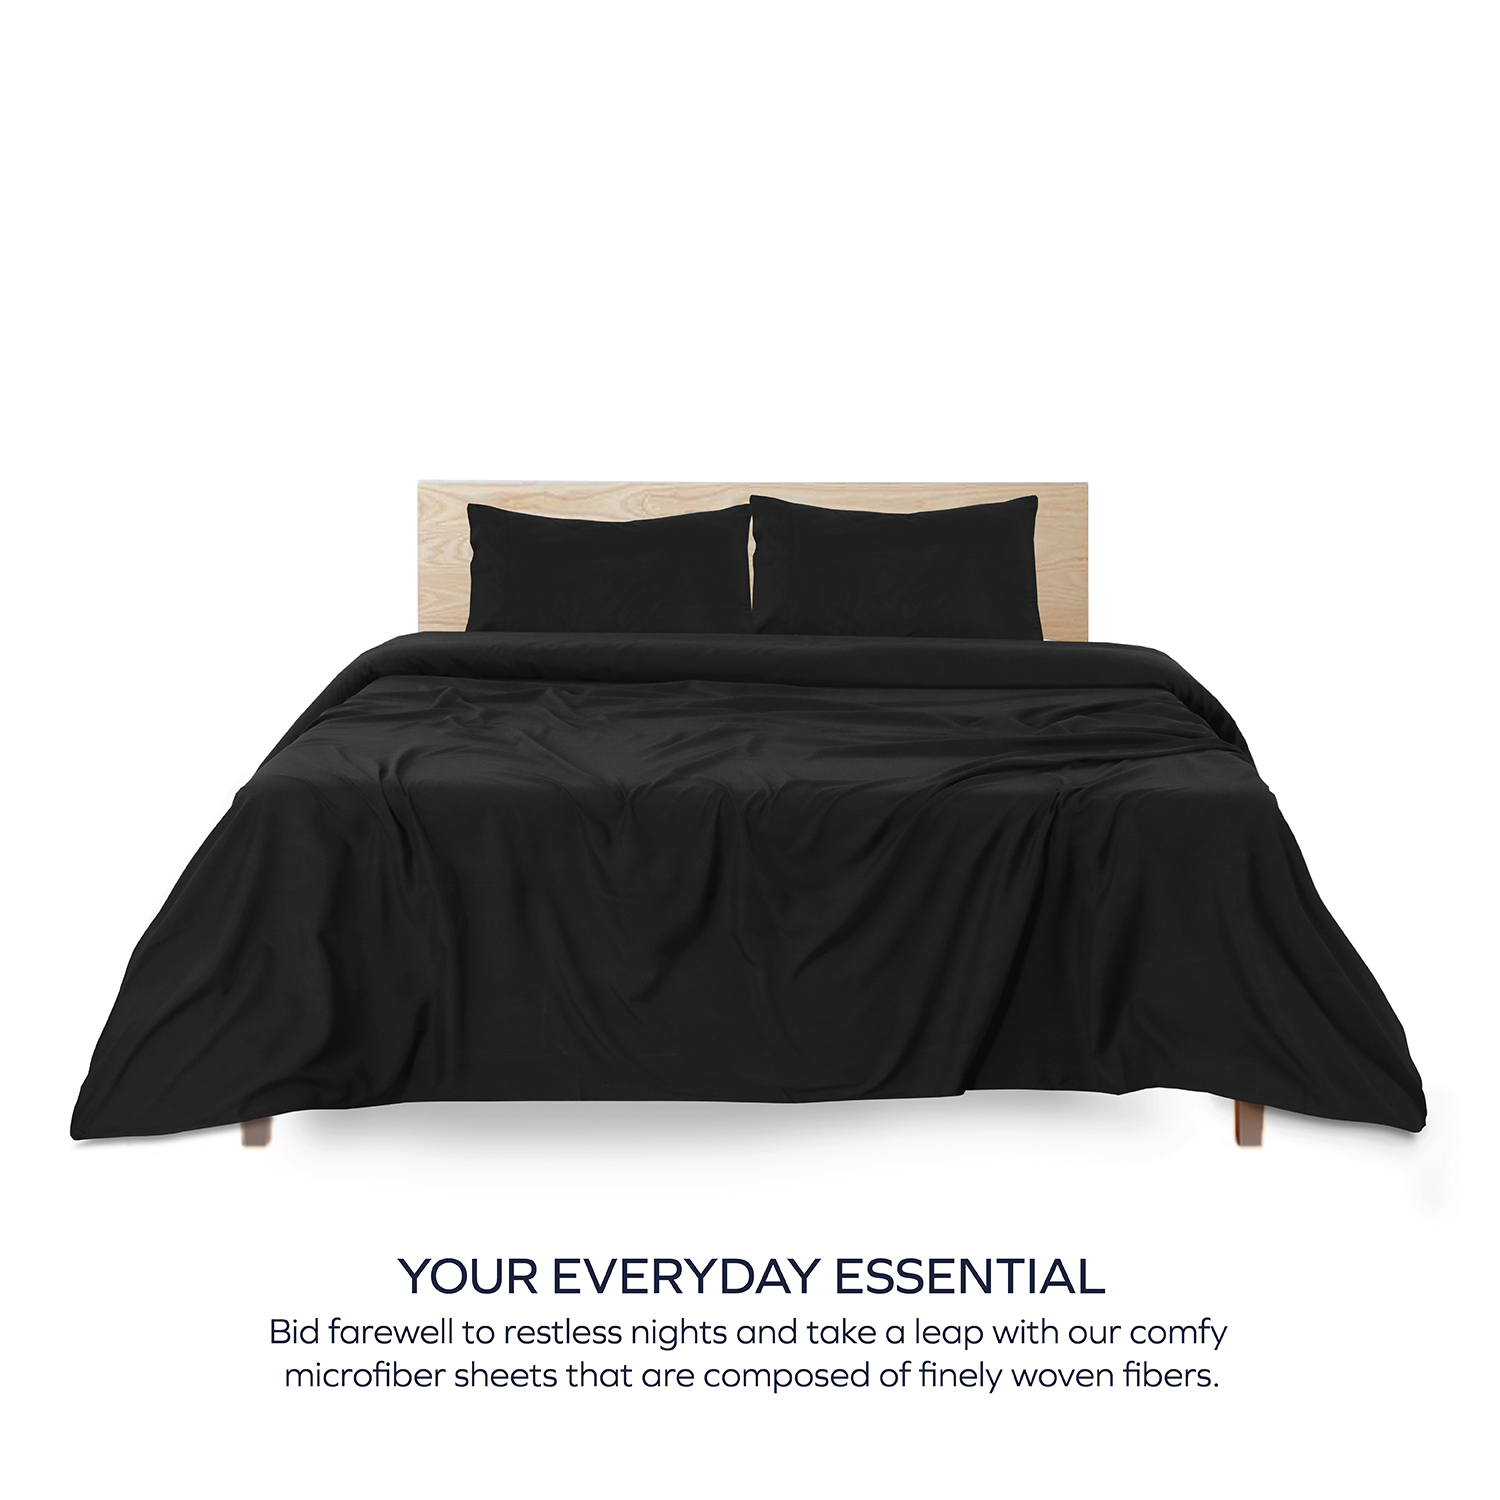 YOUR EVERYDAY ESSENTIAL
Bid farewell to restless nights and take a leap with our comfy
microfiber sheets that are composed of finely woven fibers.